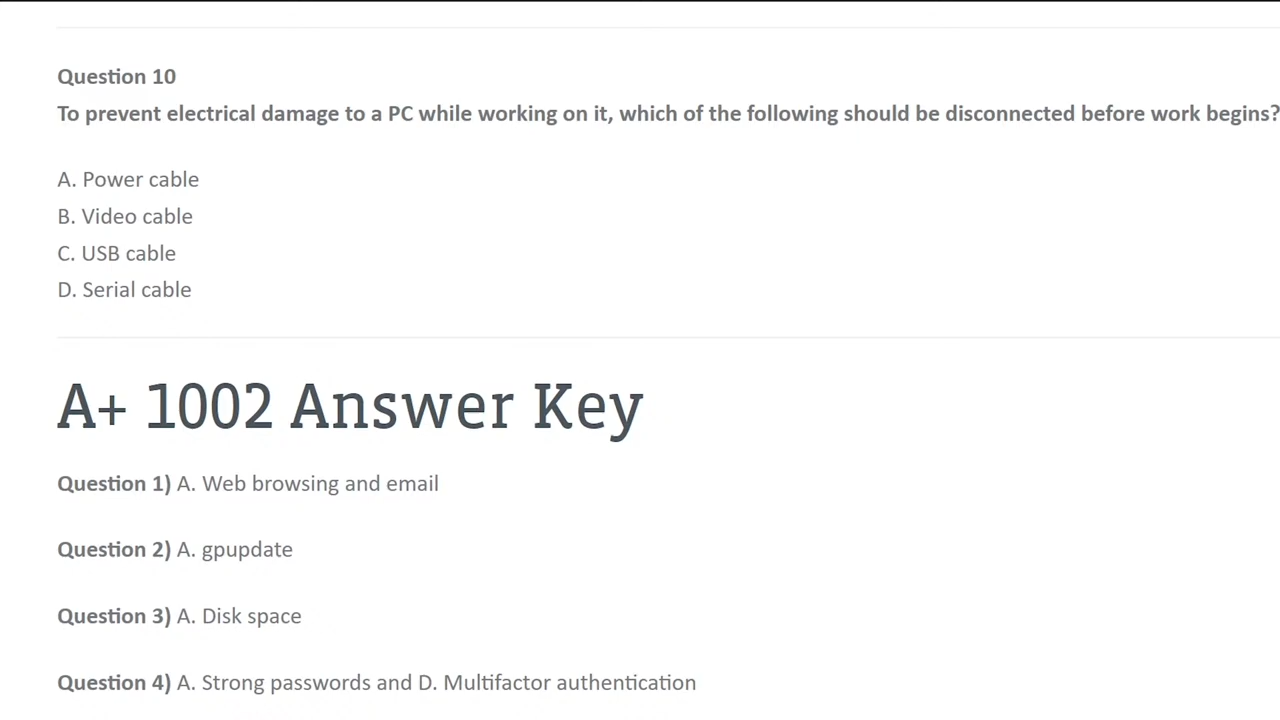 Question 10
To prevent electrical damage to a PC while working on it, which of the following should be disconnected before work begins?
A. Power cable
B. Video cable
C. USB cable
D. Serial cable
A+ 1002 Answer Key
Question 1) A. Web browsing and email
Question 2) A. gpupdate
Question 3) A. Disk space
Question 4) A. Strong passwords and D. Multifactor authentication